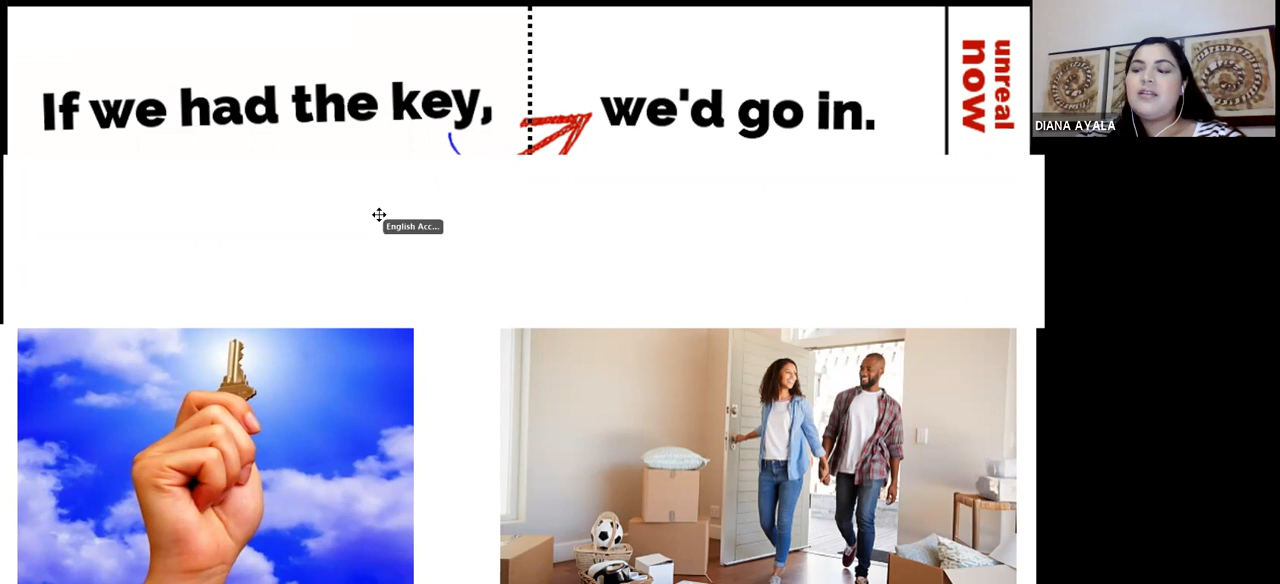 If we had the key,
we'd go in.
unreal
now
DIANA AYALA
English Acc...